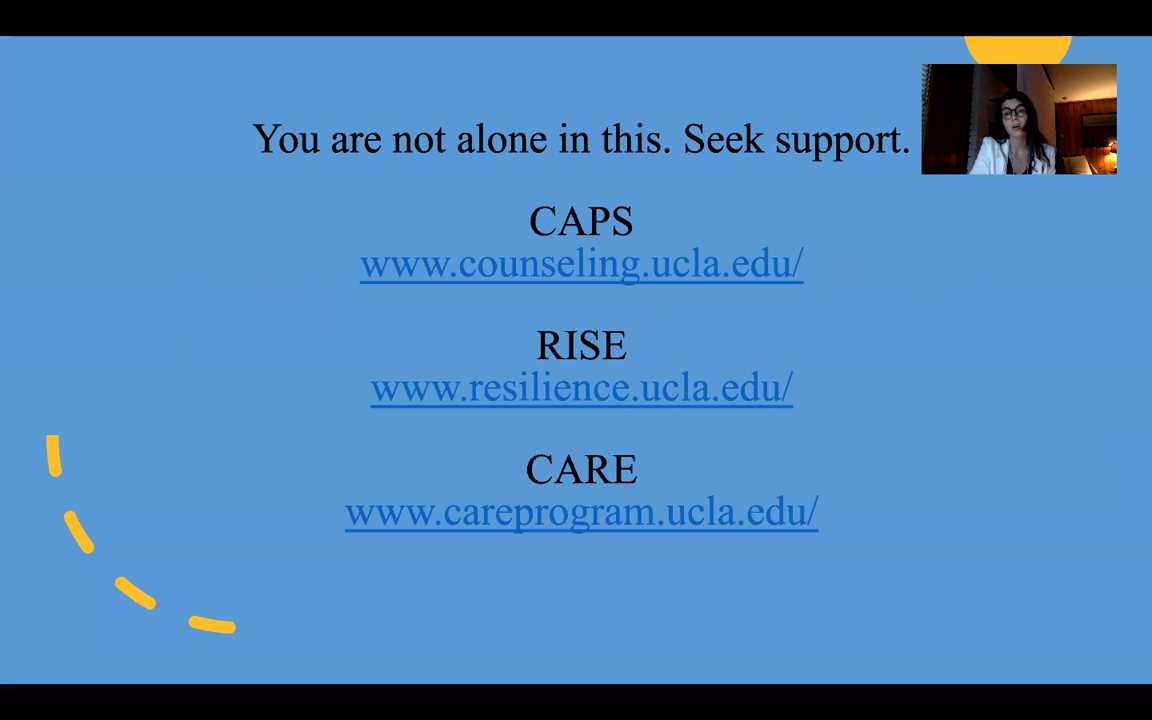 You are not alone in this. Seek support.
CAPS
www.counseling.ucla.edu/
RISE
www.resilience.ucla.edu/
CARE
www.careprogram.ucla.edu/